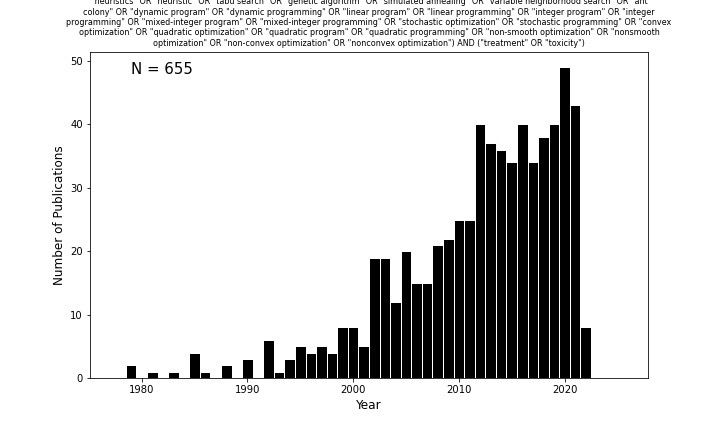 heuristics" OR "heuristic" OR "tabu search" OR "genetic algorithm" OR "simulated annealing" OR "variable neighborhood search" OR "ant
colony" OR "dynamic program" OR "dynamic programming" OR "linear program" OR "linear programming" OR "integer program" OR "integer
programming" OR "mixed-integer program" OR "mixed-integer programming" OR "stochastic optimization" OR "stochastic programming" OR "convex
optimization" OR "quadratic optimization" OR "quadratic program" OR "quadratic programming" OR "non-smooth optimization" OR "nonsmooth
optimization" OR "non-convex optimization" OR "nonconvex optimization") AND ("treatment" OR "toxicity")
N = 655
50
40
30
20
10
0
Number of Publications
1980 1990 2000 2010 2020
Year